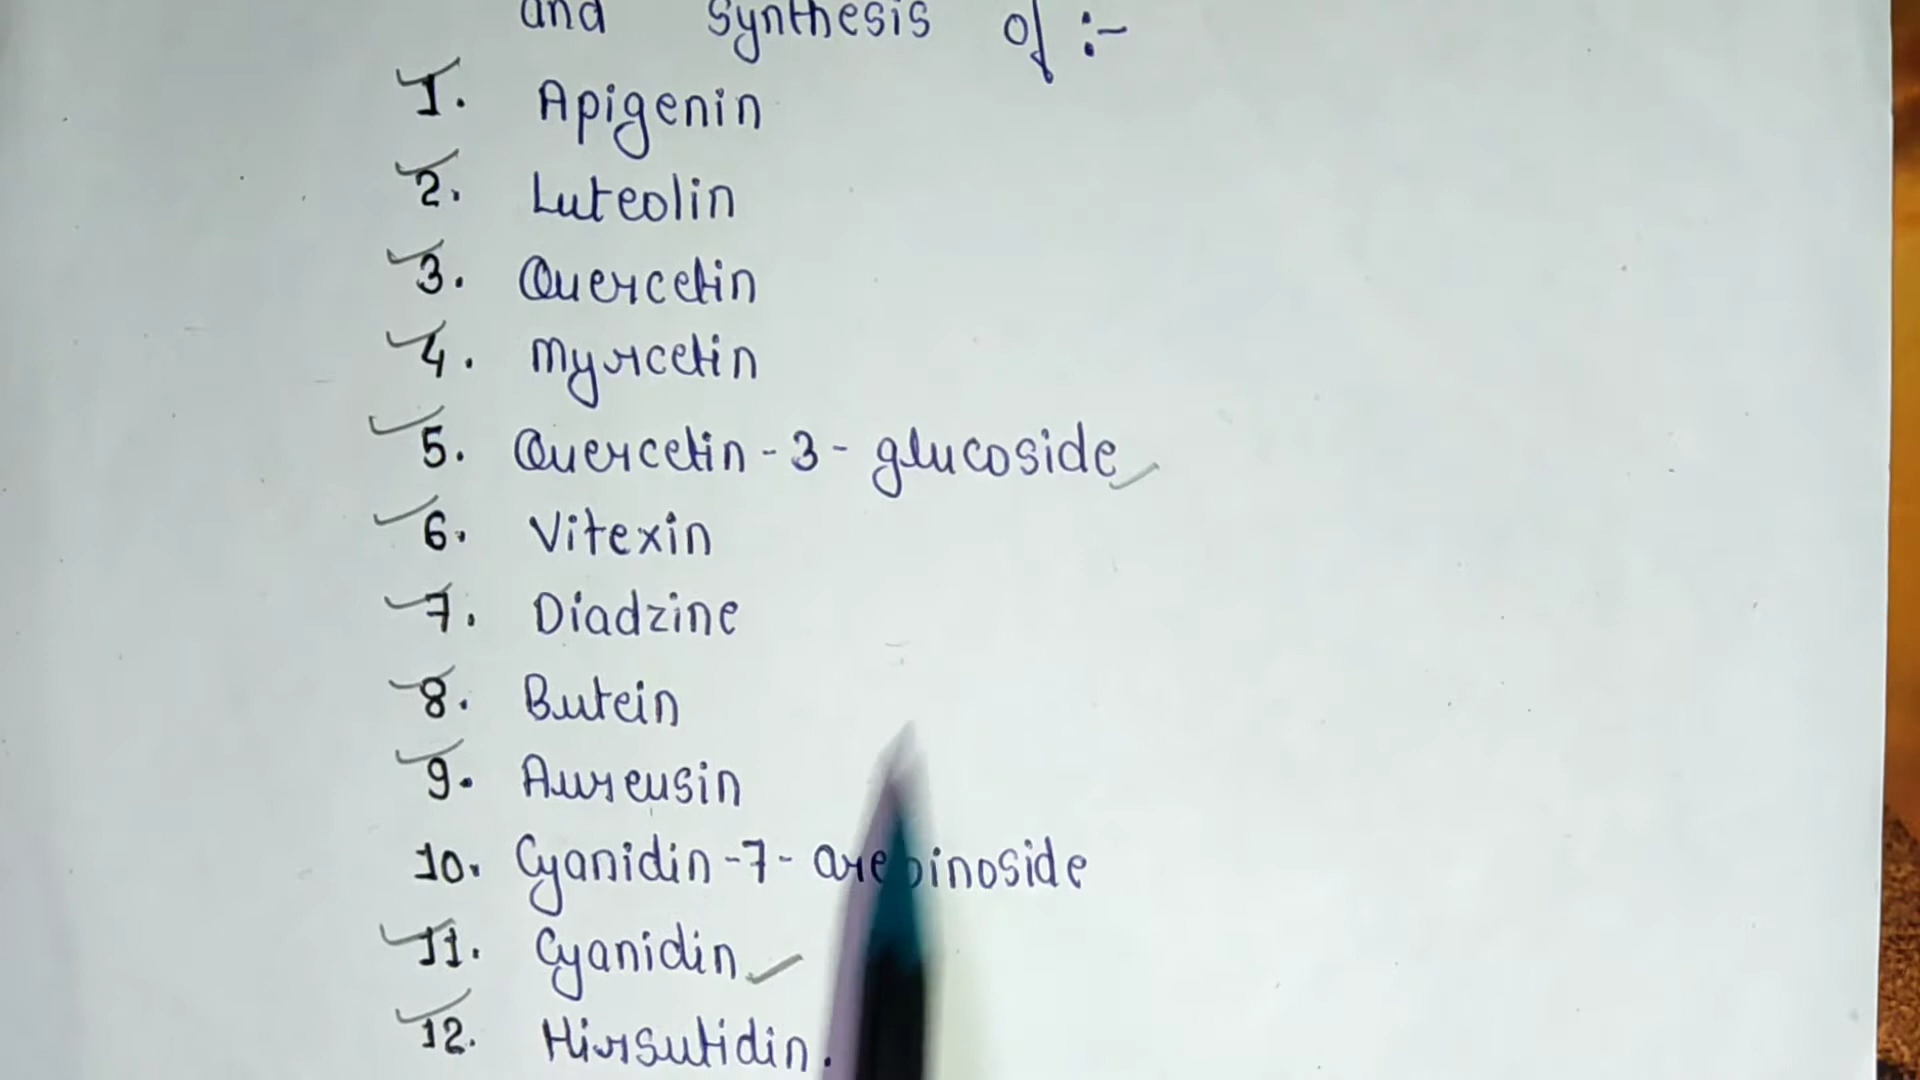 and synthesis of :-
1. Apigenin
2. Luteolin
3. Quercetin
4. Myrcetin
5. Quercetin-3-glucoside
6. Vitexin
7. Diadzine
8. Butein
9. Aureusin
10. Cyanidin-7-arebinoside
11. Cyanidin
12. Hirsutidin.